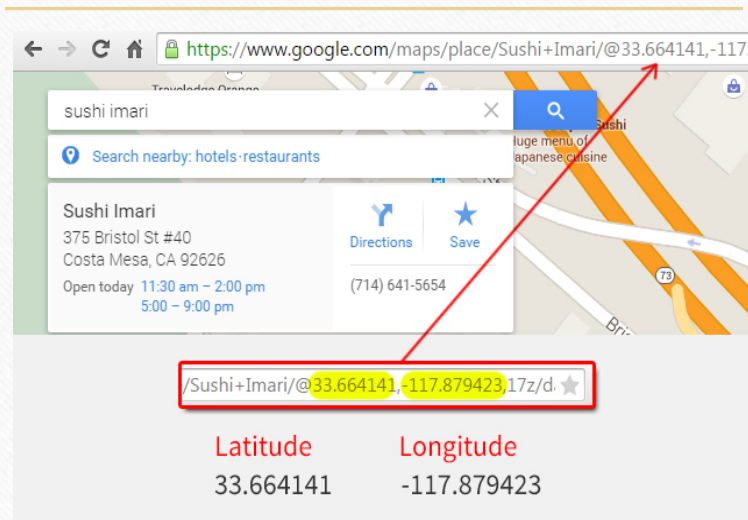 https://www.google.com/maps/place/Sushi+Imari/@33.664141,-117
Travelodge Orange
sushi imari
Sushi
Huge menu of
Japanese cuisine
Search nearby: hotels·restaurants
Sushi Imari
375 Bristol St #40
Costa Mesa, CA 92626
Open today 11:30 am – 2:00 pm
5:00 – 9:00 pm
Directions
Save
(714) 641-5654
73
/Sushi+Imari/@33.664141,-117.879423,17z/d
Latitude Longitude
33.664141 -117.879423